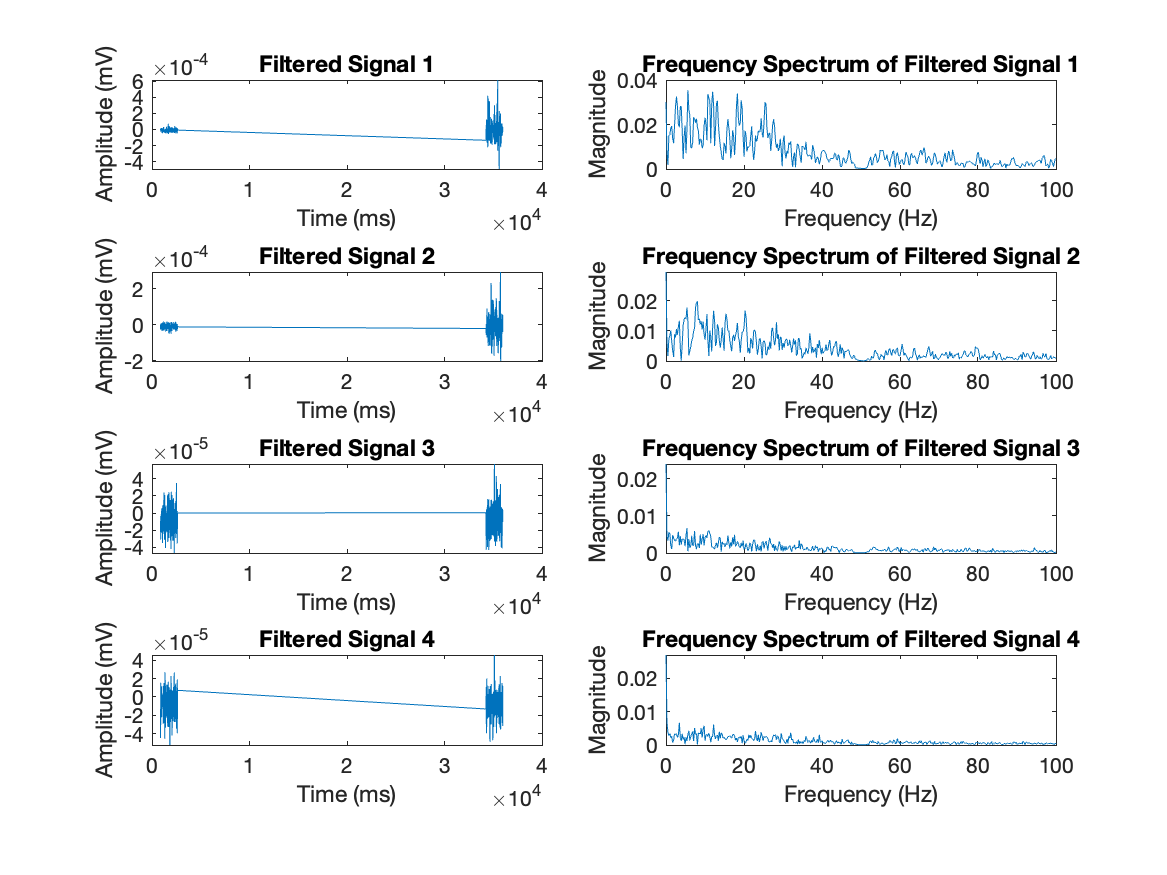 Filtered Signal 1
×10-4
Amplitude (mV)
6
4
2
0
-2
-4
0 1 2 3 4
Time (ms)
×104
Frequency Spectrum of Filtered Signal 1
Magnitude
0.04
0.02
0
0 20 40 60 80 100
Frequency (Hz)
Filtered Signal 2
×10-4
Amplitude (mV)
2
0
-2
0 1 2 3 4
Time (ms)
×104
Frequency Spectrum of Filtered Signal 2
Magnitude
0.02
0.01
0
0 20 40 60 80 100
Frequency (Hz)
Filtered Signal 3
×10-5
Amplitude (mV)
4
2
0
-2
-4
0 1 2 3 4
Time (ms)
×104
Frequency Spectrum of Filtered Signal 3
Magnitude
0.02
0.01
0
0 20 40 60 80 100
Frequency (Hz)
Filtered Signal 4
×10-5
Amplitude (mV)
4
2
0
-2
-4
0 1 2 3 4
Time (ms)
×104
Frequency Spectrum of Filtered Signal 4
Magnitude
0.02
0.01
0
0 20 40 60 80 100
Frequency (Hz)